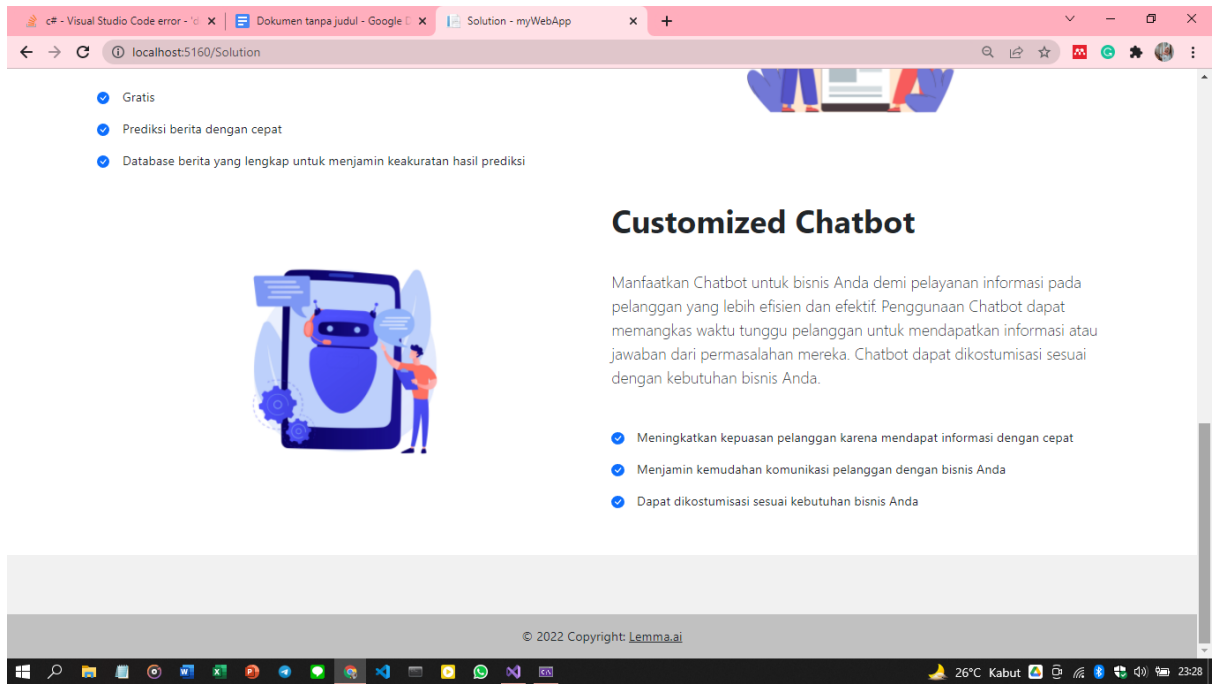 c# - Visual Studio Code error - 'd
Dokumen tanpa judul - Google D
Solution - myWebApp
localhost:5160/Solution
Gratis
Prediksi berita dengan cepat
Database berita yang lengkap untuk menjamin keakuratan hasil prediksi
Customized Chatbot
Manfaatkan Chatbot untuk bisnis Anda demi pelayanan informasi pada
pelanggan yang lebih efisien dan efektif. Penggunaan Chatbot dapat
memangkas waktu tunggu pelanggan untuk mendapatkan informasi atau
jawaban dari permasalahan mereka. Chatbot dapat dikostumisasi sesuai
dengan kebutuhan bisnis Anda.
Meningkatkan kepuasan pelanggan karena mendapat informasi dengan cepat
Menjamin kemudahan komunikasi pelanggan dengan bisnis Anda
Dapat dikostumisasi sesuai kebutuhan bisnis Anda
© 2022 Copyright: Lemma.ai
26°C Kabut
23:28